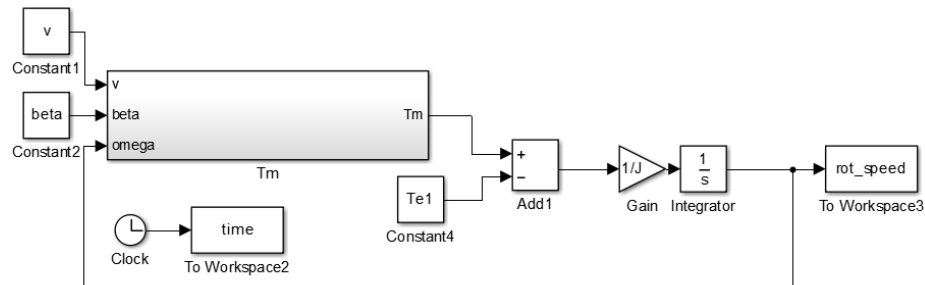 v
Constant1
beta
Constant2
v
beta
omega
Tm
Tm
Te1
Constant4
+
−
Add1
1/J
Gain
1
s
Integrator
rot_speed
To Workspace3
Clock
time
To Workspace2